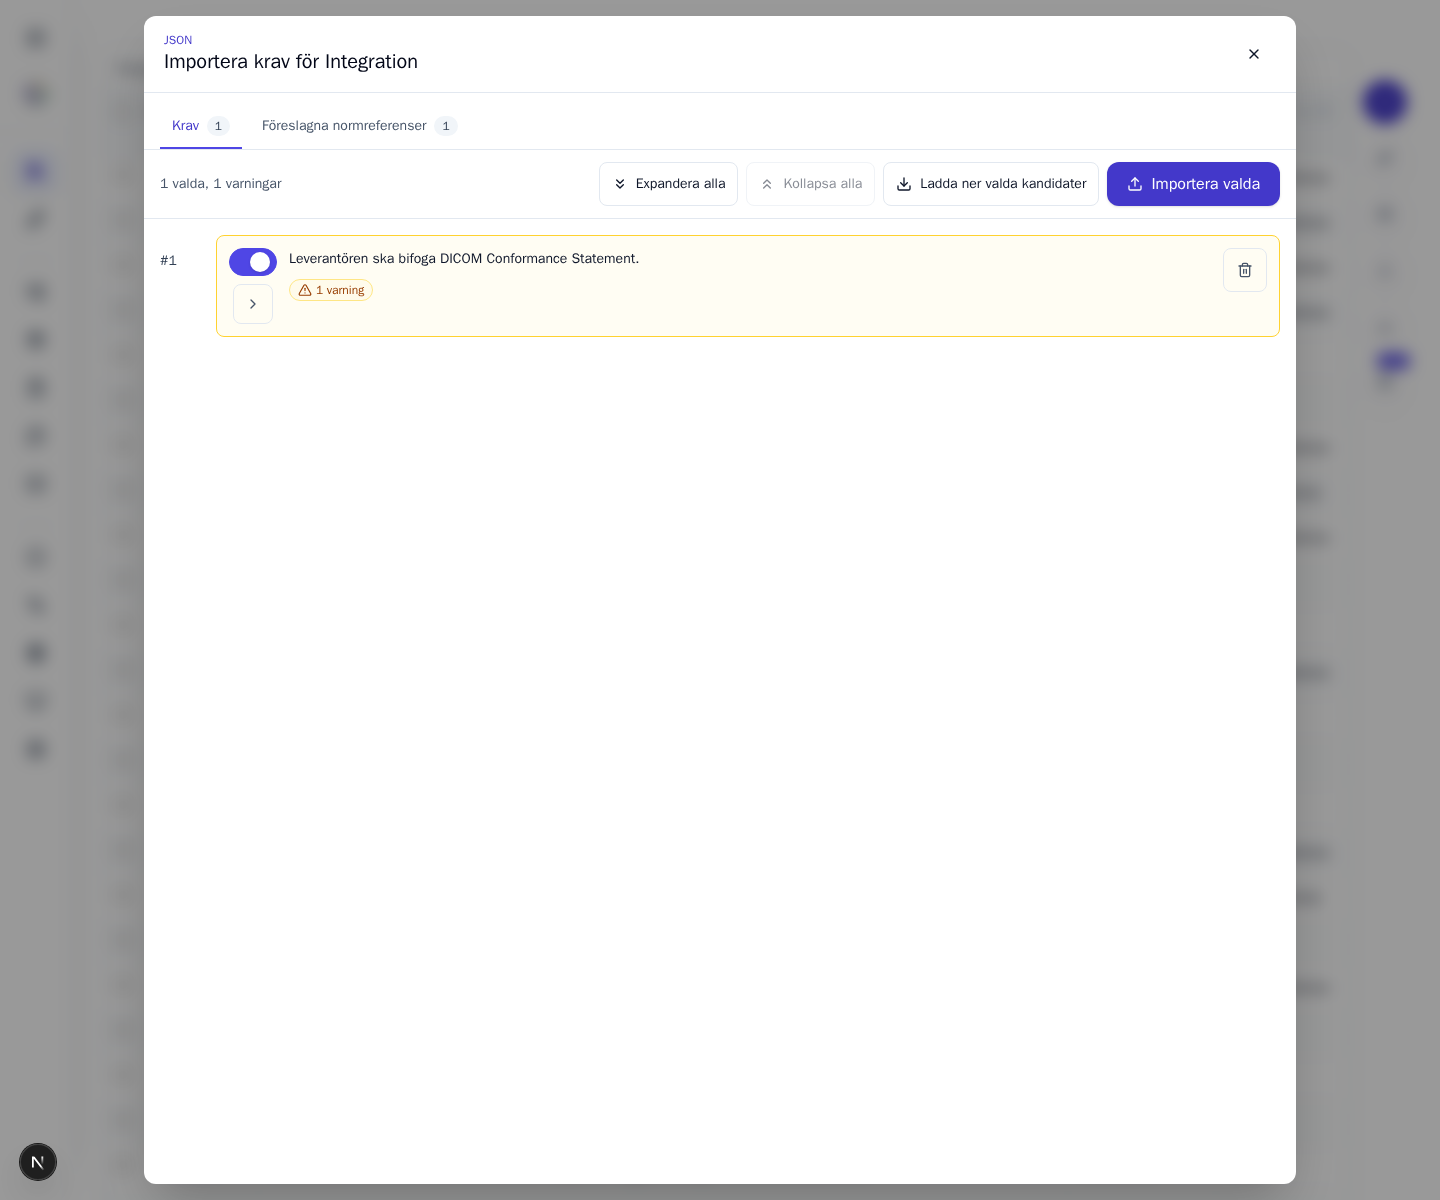 JSON
Importera krav för Integration
Krav 1 Föreslagna normreferenser 1
1 valda, 1 varningar Expandera alla Kollapsa alla Ladda ner valda kandidater Importera valda
#1 Leverantören ska bifoga DICOM Conformance Statement.
1 varning
N